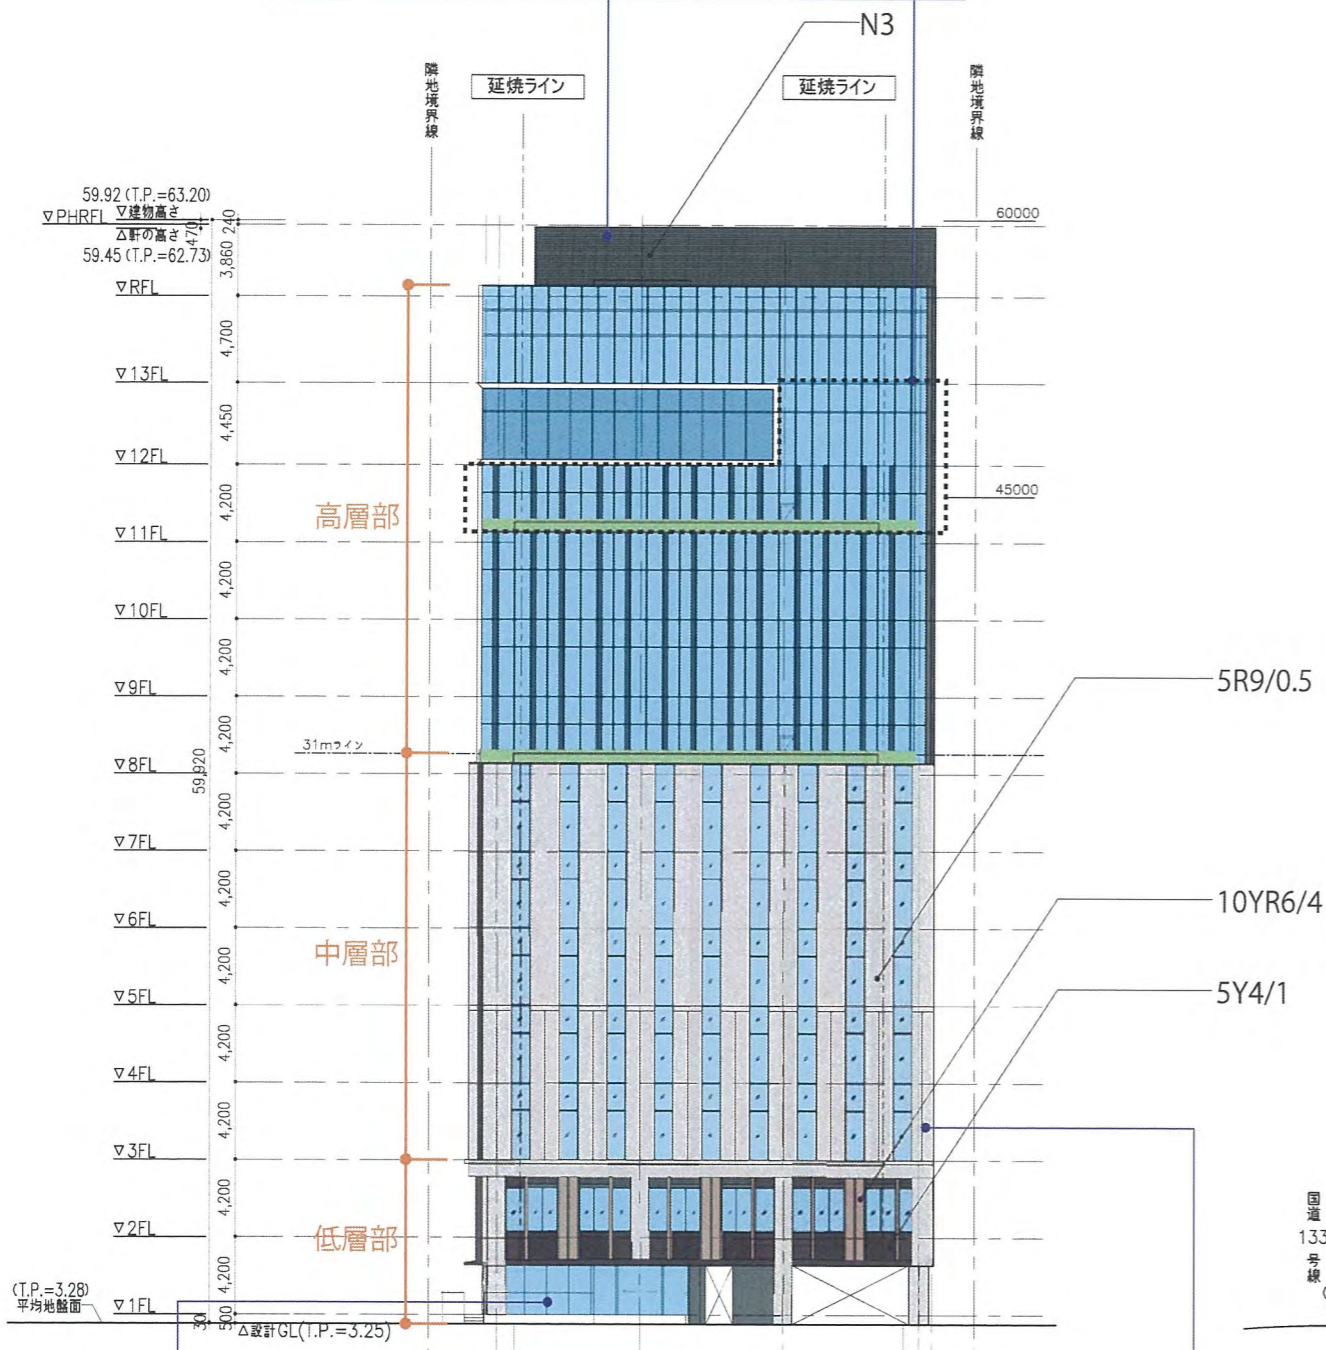 N3
隣地境界線
延焼ライン
延焼ライン
隣地境界線
59.92 (T.P.=63.20)
▽PHRFL ▽建物高さ
△軒の高さ
59.45 (T.P.=62.73)
470
240
3,860
60000
▽RFL
4,700
▽13FL
4,450
▽12FL
4,200
45000
高層部
▽11FL
4,200
▽10FL
4,200
▽9FL
4,200
5R9/0.5
31mライン
▽8FL
59,920
4,200
▽7FL
4,200
▽6FL
4,200
10YR6/4
中層部
▽5FL
4,200
5Y4/1
▽4FL
4,200
▽3FL
4,200
▽2FL
低層部
4,200
国道
133
号線
(
(T.P.=3.28)
平均地盤面
▽1FL
30
500
△設計GL(T.P.=3.25)